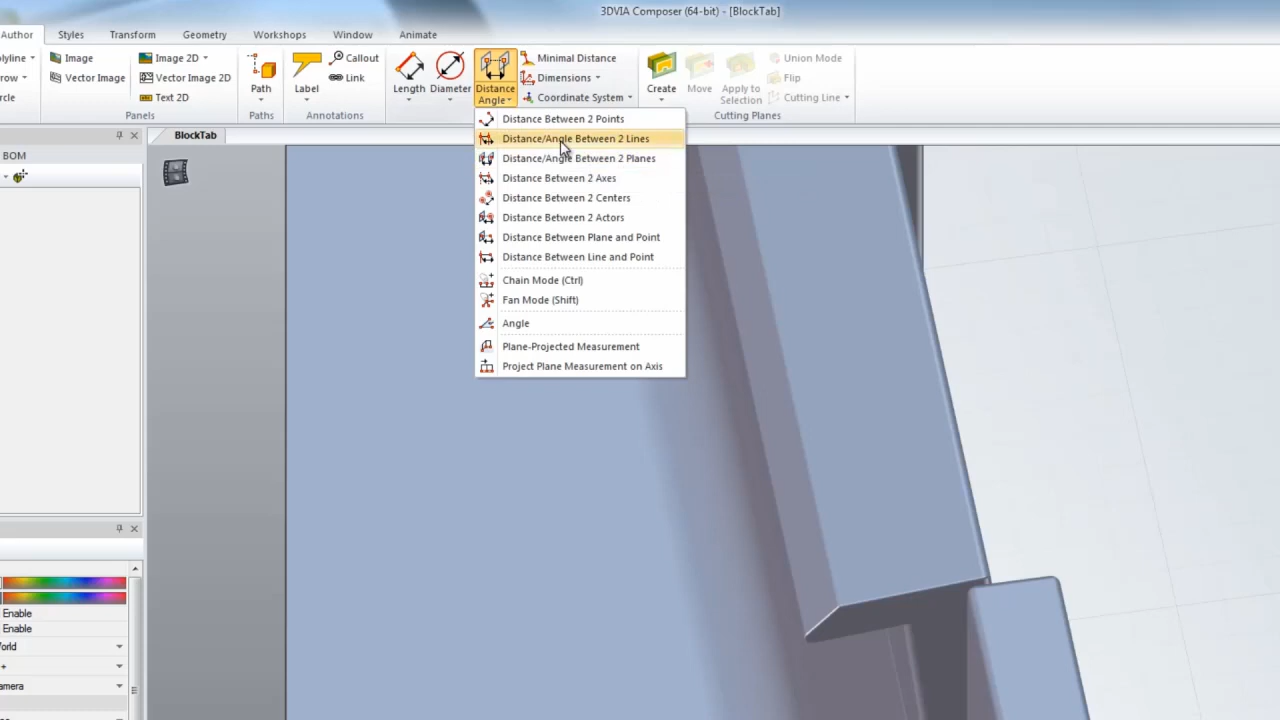 3DVIA Composer (64-bit) - [BlockTab]
Author Styles Transform Geometry Workshops Window Animate
Image Image 2D Callout Minimal Distance Union Mode
Vector Image Vector Image 2D Link Dimensions Flip
Path Label Length Diameter Distance Angle Create Move Apply to Selection
Text 2D Coordinate System Cutting Line
Panels Paths Annotations Cutting Planes
BlockTab
BOM
Distance Between 2 Points
Distance/Angle Between 2 Lines
Distance/Angle Between 2 Planes
Distance Between 2 Axes
Distance Between 2 Centers
Distance Between 2 Actors
Distance Between Plane and Point
Distance Between Line and Point
Chain Mode (Ctrl)
Fan Mode (Shift)
Angle
Plane-Projected Measurement
Project Plane Measurement on Axis
Enable
Enable